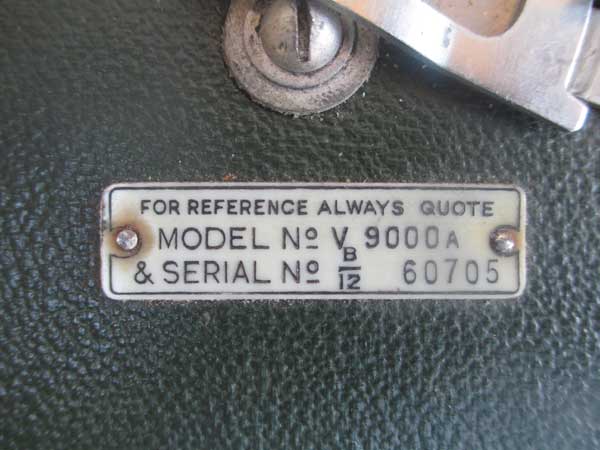 FOR REFERENCE ALWAYS QUOTE
MODEL Nº V 9000A
& SERIAL Nº B/12 60705